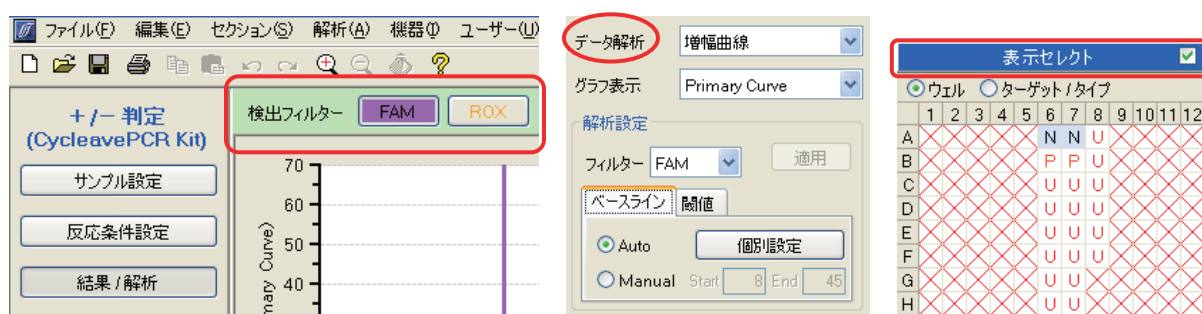 ファイル(F) 編集(E) セクション(S) 解析(A) 機器(I) ユーザー(U)
+/− 判定
(CycleavePCR Kit)
サンプル設定
反応条件設定
結果 / 解析
検出フィルター FAM ROX
70
60
50
40
mary Curve)
データ解析 増幅曲線
グラフ表示 Primary Curve
解析設定
フィルター FAM 適用
ベースライン 閾値
Auto 個別設定
Manual Start 8 End 45
表示セレクト
ウェル ターゲット / タイプ
1 2 3 4 5 6 7 8 9 10 11 12
A N N U
B P P U
C U U U
D U U U
E U U U
F U U U
G U U
H U U